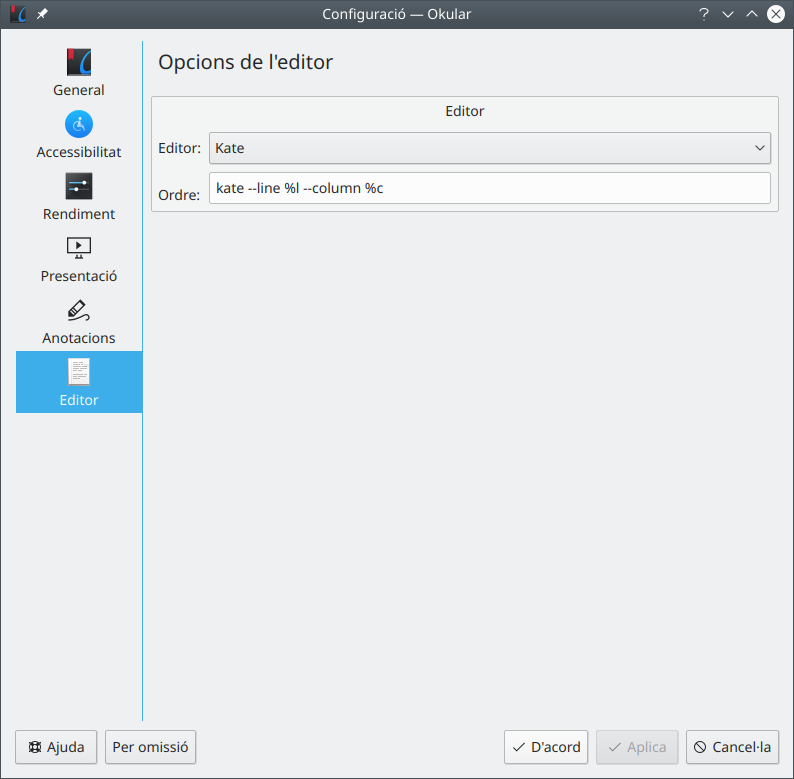 Configuració — Okular
General
Accessibilitat
Rendiment
Presentació
Anotacions
Editor
Opcions de l'editor
Editor
Editor: Kate
Ordre: kate --line %l --column %c
Ajuda Per omissió D'acord Aplica Cancel·la